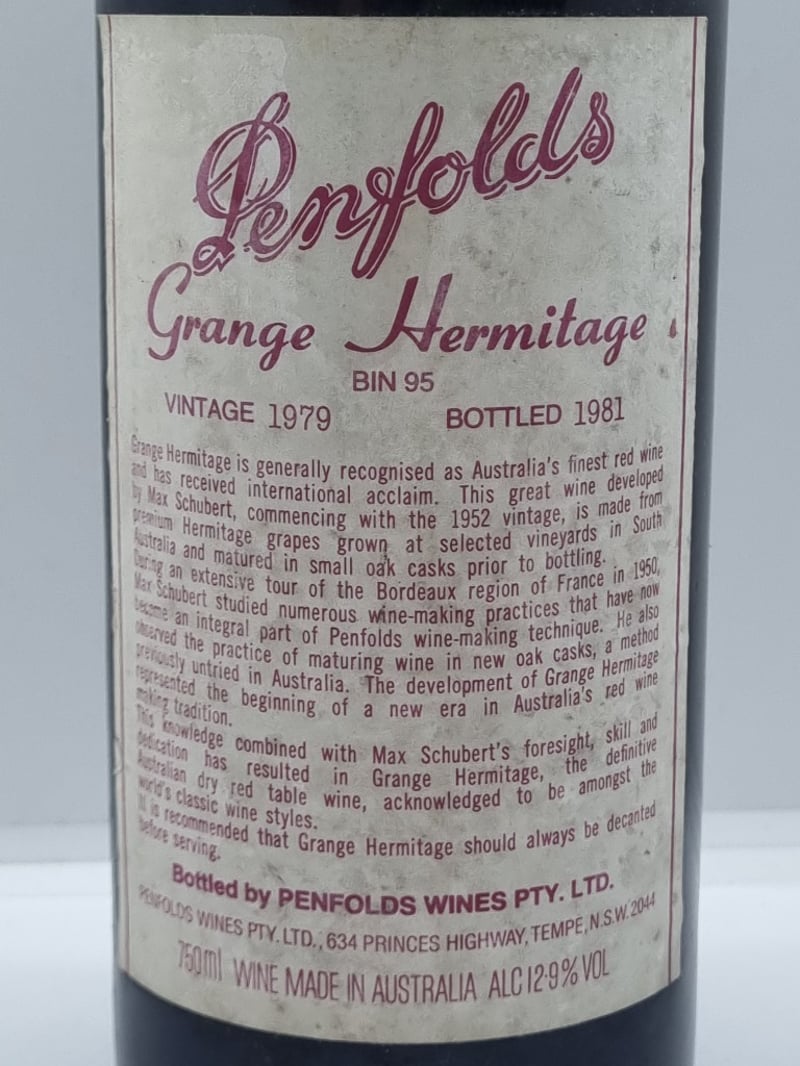 Penfolds
Grange Hermitage
BIN 95
VINTAGE 1979 BOTTLED 1981
Grange Hermitage is generally recognised as Australia's finest red wine
and has received international acclaim. This great wine developed
by Max Schubert, commencing with the 1952 vintage, is made from
premium Hermitage grapes grown at selected vineyards in South
Australia and matured in small oak casks prior to bottling.
During an extensive tour of the Bordeaux region of France in 1950,
Max Schubert studied numerous wine-making practices that have now
become an integral part of Penfolds wine-making technique. He also
observed the practice of maturing wine in new oak casks, a method
previously untried in Australia. The development of Grange Hermitage
represented the beginning of a new era in Australia's red wine
making tradition.
This knowledge combined with Max Schubert's foresight, skill and
dedication has resulted in Grange Hermitage, the definitive
Australian dry red table wine, acknowledged to be amongst the
world's classic wine styles.
It is recommended that Grange Hermitage should always be decanted
before serving.
Bottled by PENFOLDS WINES PTY. LTD.
PENFOLDS WINES PTY. LTD., 634 PRINCES HIGHWAY, TEMPE, N.S.W. 2044
750ml WINE MADE IN AUSTRALIA ALC 12·9% VOL